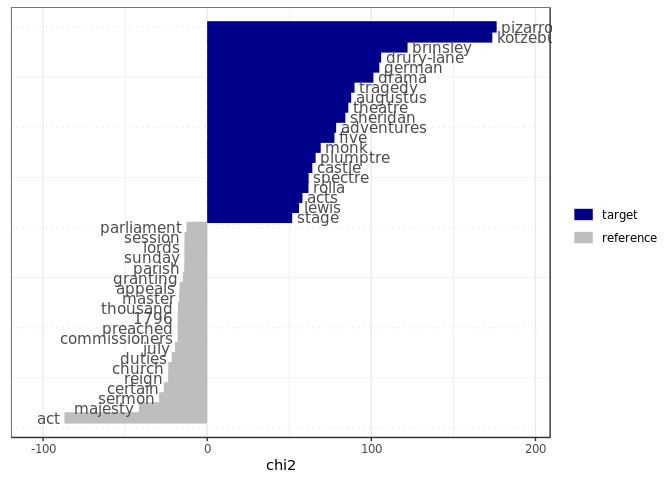 pizarro
kotzebu
brinsley
drury-lane
german
drama
tragedy
augustus
theatre
sheridan
adventures
five
monk
plumptre
castle
spectre
rolla
acts
lewis
stage
parliament
session
lords
sunday
parish
granting
appeals
master
thousand
1796
preached
commissioners
july
duties
church
reign
certain
sermon
majesty
act
target
reference
-100 0 100 200
chi2